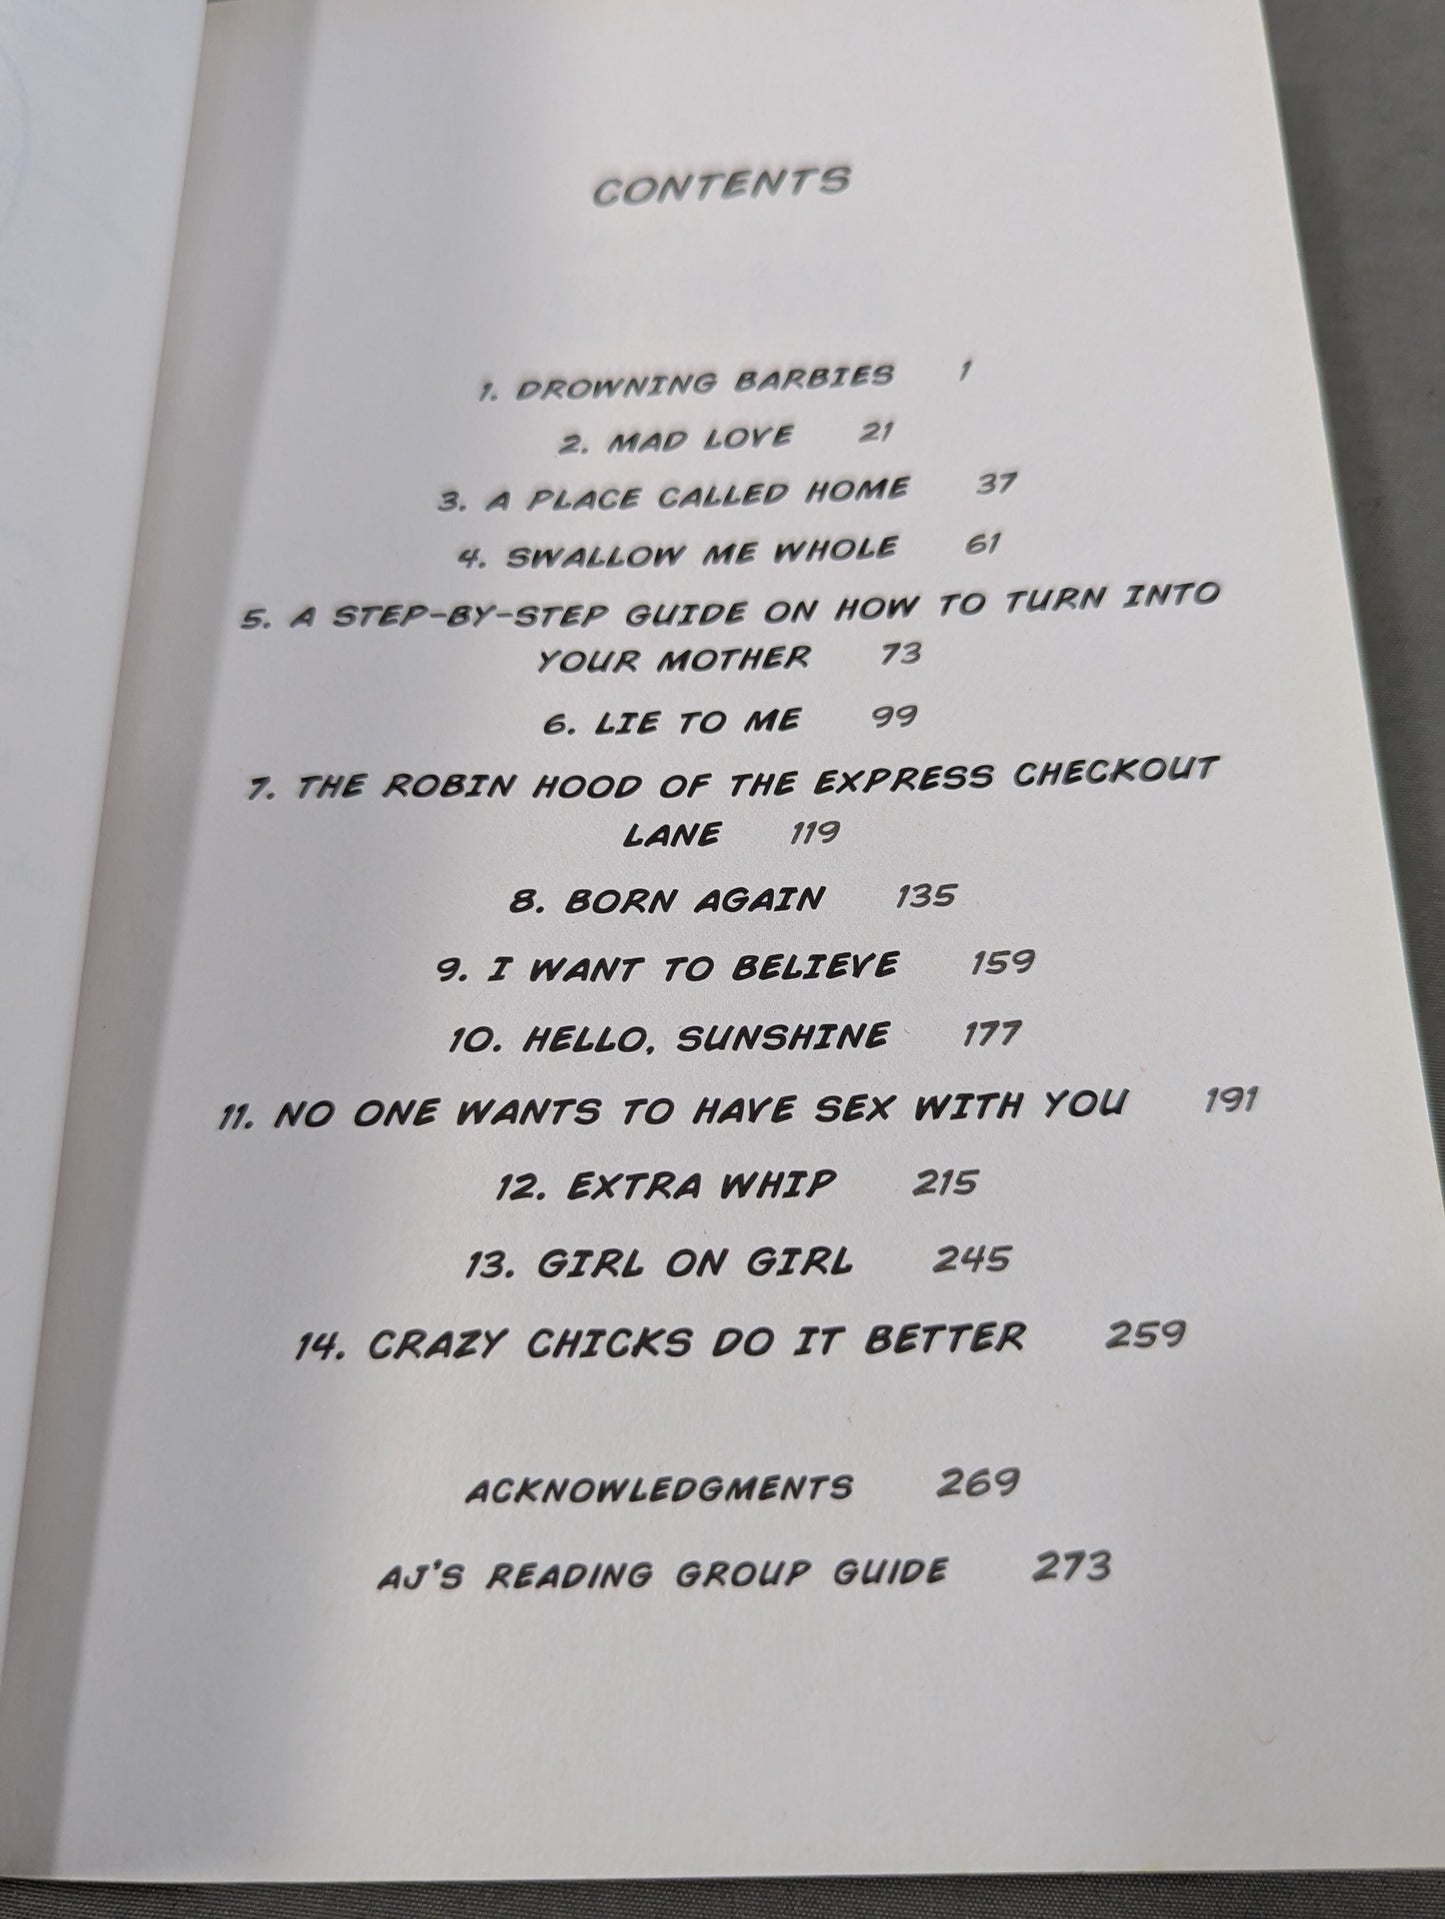 CONTENTS
1. DROWNING BARBIES 1
2. MAD LOVE 21
3. A PLACE CALLED HOME 37
4. SWALLOW ME WHOLE 61
5. A STEP-BY-STEP GUIDE ON HOW TO TURN INTO
YOUR MOTHER 73
6. LIE TO ME 99
7. THE ROBIN HOOD OF THE EXPRESS CHECKOUT
LANE 119
8. BORN AGAIN 135
9. I WANT TO BELIEVE 159
10. HELLO, SUNSHINE 177
11. NO ONE WANTS TO HAVE SEX WITH YOU 191
12. EXTRA WHIP 215
13. GIRL ON GIRL 245
14. CRAZY CHICKS DO IT BETTER 259
ACKNOWLEDGMENTS 269
AJ'S READING GROUP GUIDE 273